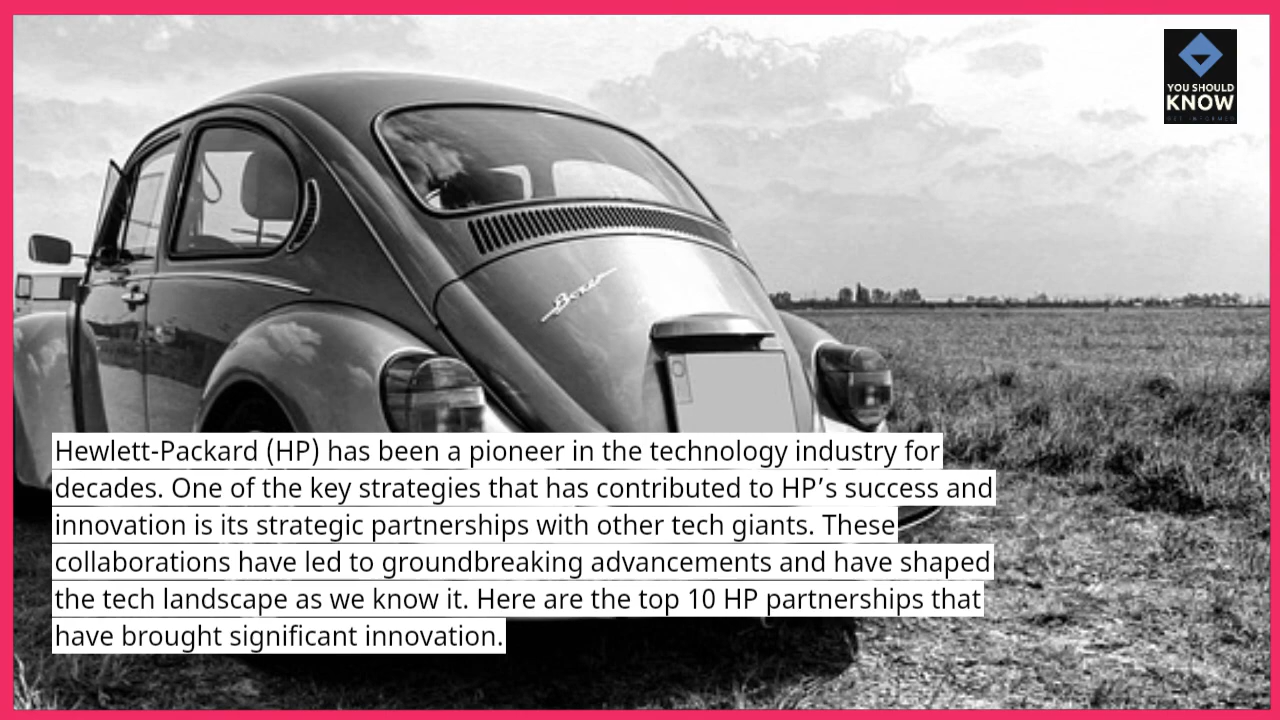 YOU SHOULD
KNOW
GET INFORMED
Hewlett-Packard (HP) has been a pioneer in the technology industry for
decades. One of the key strategies that has contributed to HP’s success and
innovation is its strategic partnerships with other tech giants. These
collaborations have led to groundbreaking advancements and have shaped
the tech landscape as we know it. Here are the top 10 HP partnerships that
have brought significant innovation.